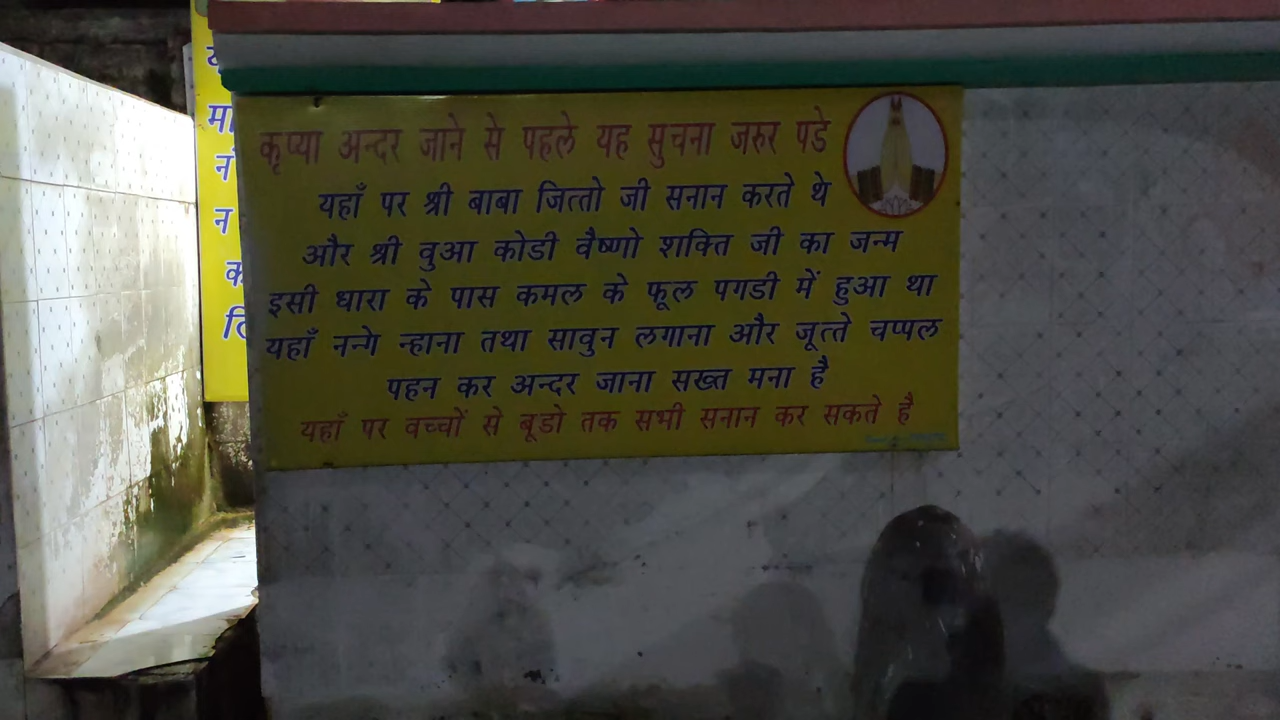 कृप्या अन्दर जाने से पहले यह सुचना जरुर पडे
यहाँ पर श्री बाबा जित्तो जी सनान करते थे
और श्री वुआ कोडी वैष्णो शक्ति जी का जन्म
इसी धारा के पास कमल के फूल पगडी में हुआ था
यहाँ नन्गे न्हाना तथा सावुन लगाना और जूत्ते चप्पल
पहन कर अन्दर जाना सख्त मना है
यहाँ पर वच्चों से बूडो तक सभी सनान कर सकते है